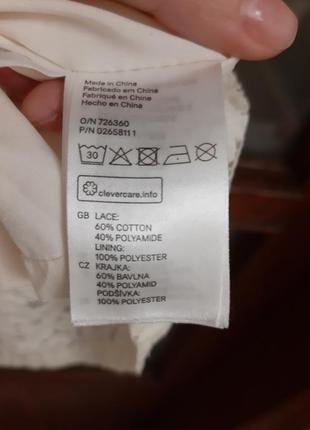 Made in China
Fabricado em China
Fabriqué en China
Hecho en China
O/N 726360
P/N 02658111
30
clevercare.info
GB LACE:
60% COTTON
40% POLYAMIDE
LINING:
100% POLYESTER
CZ KRAJKA:
60% BAVLNA
40% POLYAMID
PODŠÍVKA:
100% POLYESTER